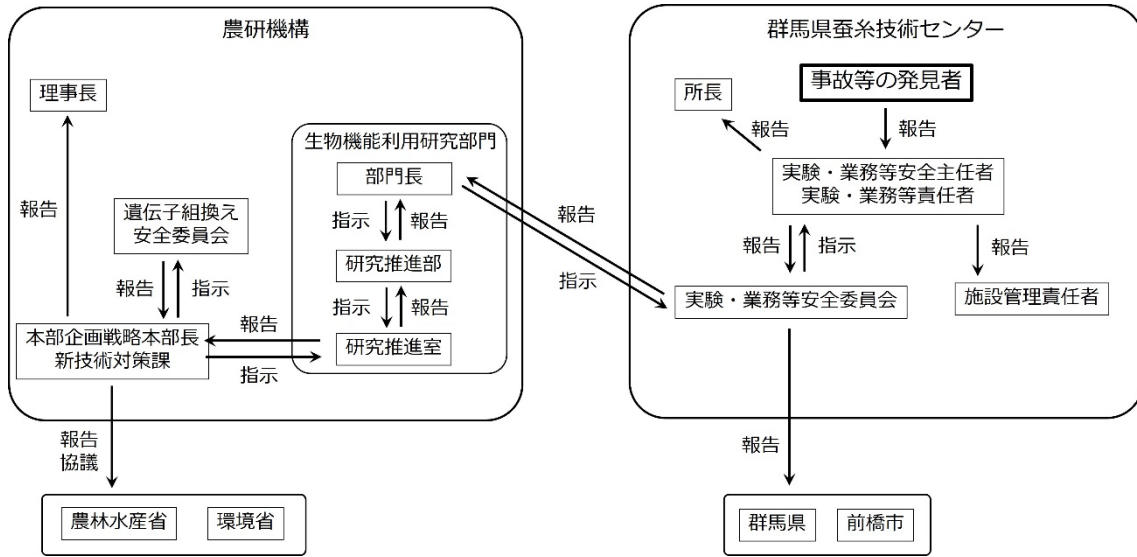 農研機構
理事長
報告
遺伝子組換え
安全委員会
報告
指示
本部企画戦略本部長
新技術対策課
報告
指示
生物機能利用研究部門
部門長
指示
報告
研究推進部
指示
報告
研究推進室
報告
協議
農林水産省
環境省
報告
指示
群馬県蚕糸技術センター
事故等の発見者
所長
報告
報告
実験・業務等安全主任者
実験・業務等責任者
報告
指示
報告
実験・業務等安全委員会
施設管理責任者
報告
群馬県
前橋市